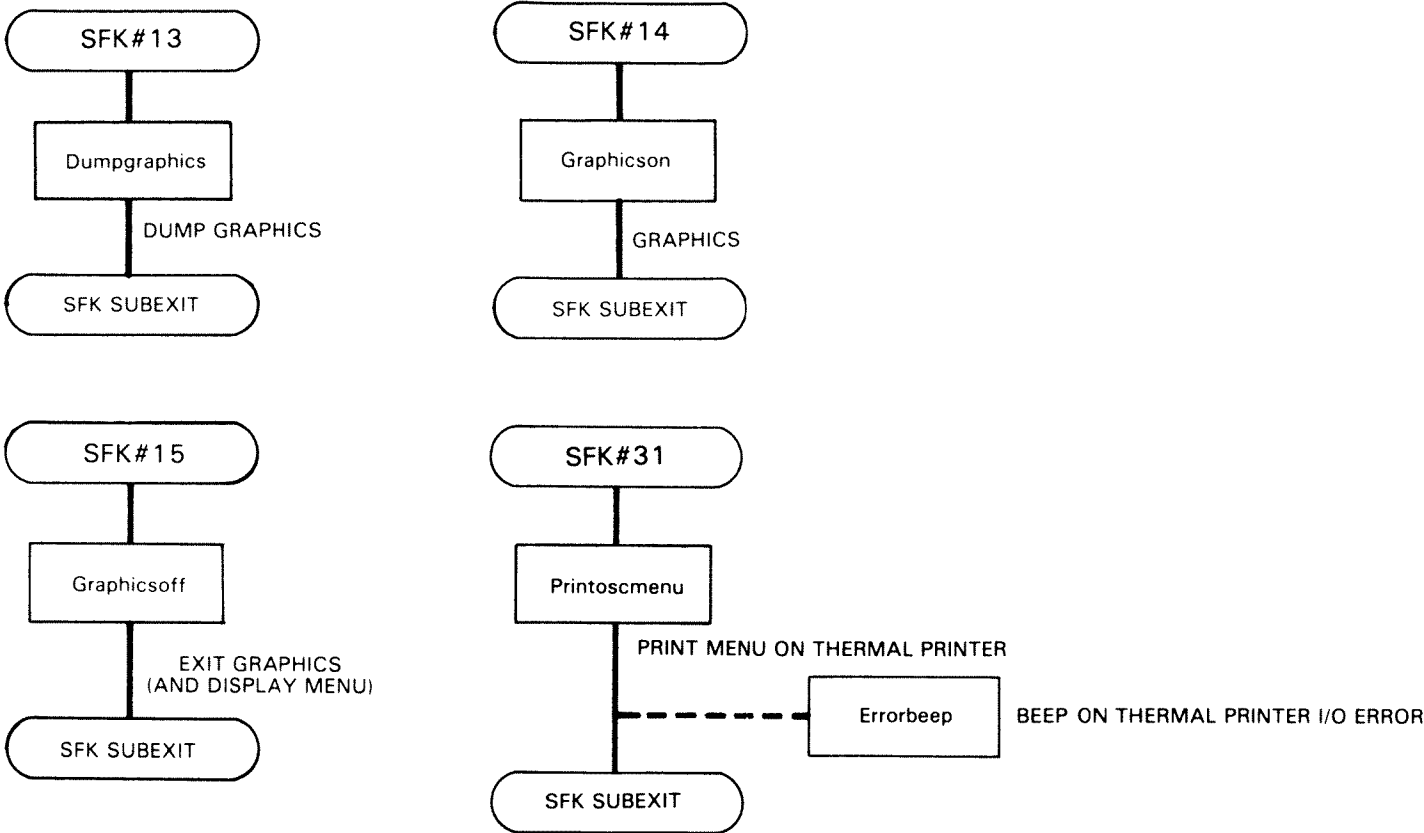 SFK#13
Dumpgraphics
DUMP GRAPHICS
SFK SUBEXIT
SFK#14
Graphicson
GRAPHICS
SFK SUBEXIT
SFK#15
Graphicsoff
EXIT GRAPHICS
(AND DISPLAY MENU)
SFK SUBEXIT
SFK#31
Printoscmenu
PRINT MENU ON THERMAL PRINTER
Errorbeep
BEEP ON THERMAL PRINTER I/O ERROR
SFK SUBEXIT